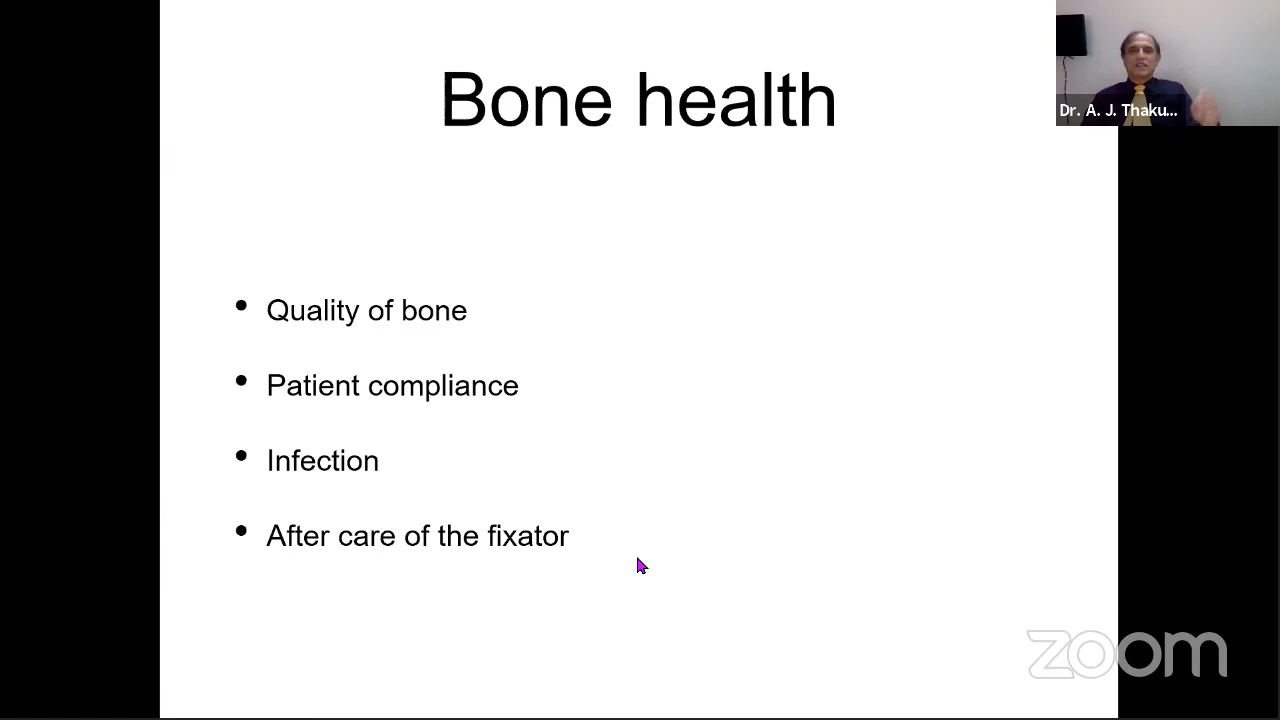 Bone health
Dr. A. J. Thaku...
• Quality of bone
• Patient compliance
• Infection
• After care of the fixator
zoom